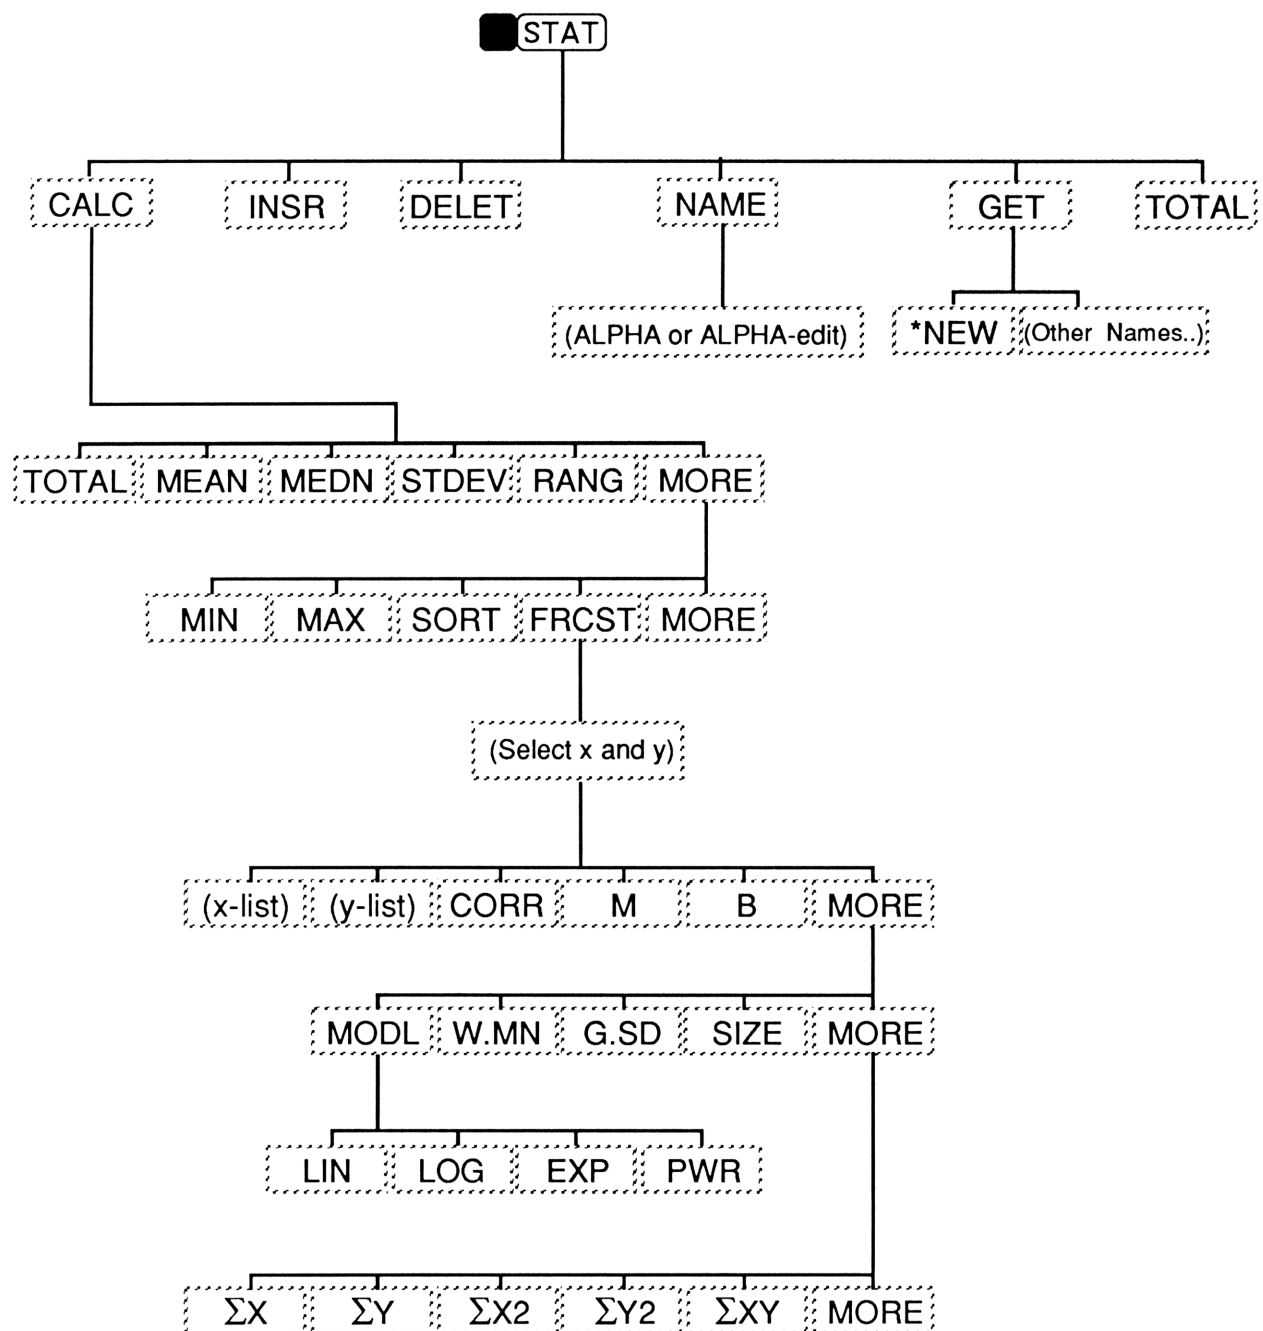 STAT
CALC INSR DELET NAME GET TOTAL
(ALPHA or ALPHA-edit) *NEW (Other Names..)
TOTAL MEAN MEDN STDEV RANG MORE
MIN MAX SORT FRCST MORE
(Select x and y)
(x-list) (y-list) CORR M B MORE
MODL W.MN G.SD SIZE MORE
LIN LOG EXP PWR
ΣX ΣY ΣX2 ΣY2 ΣXY MORE